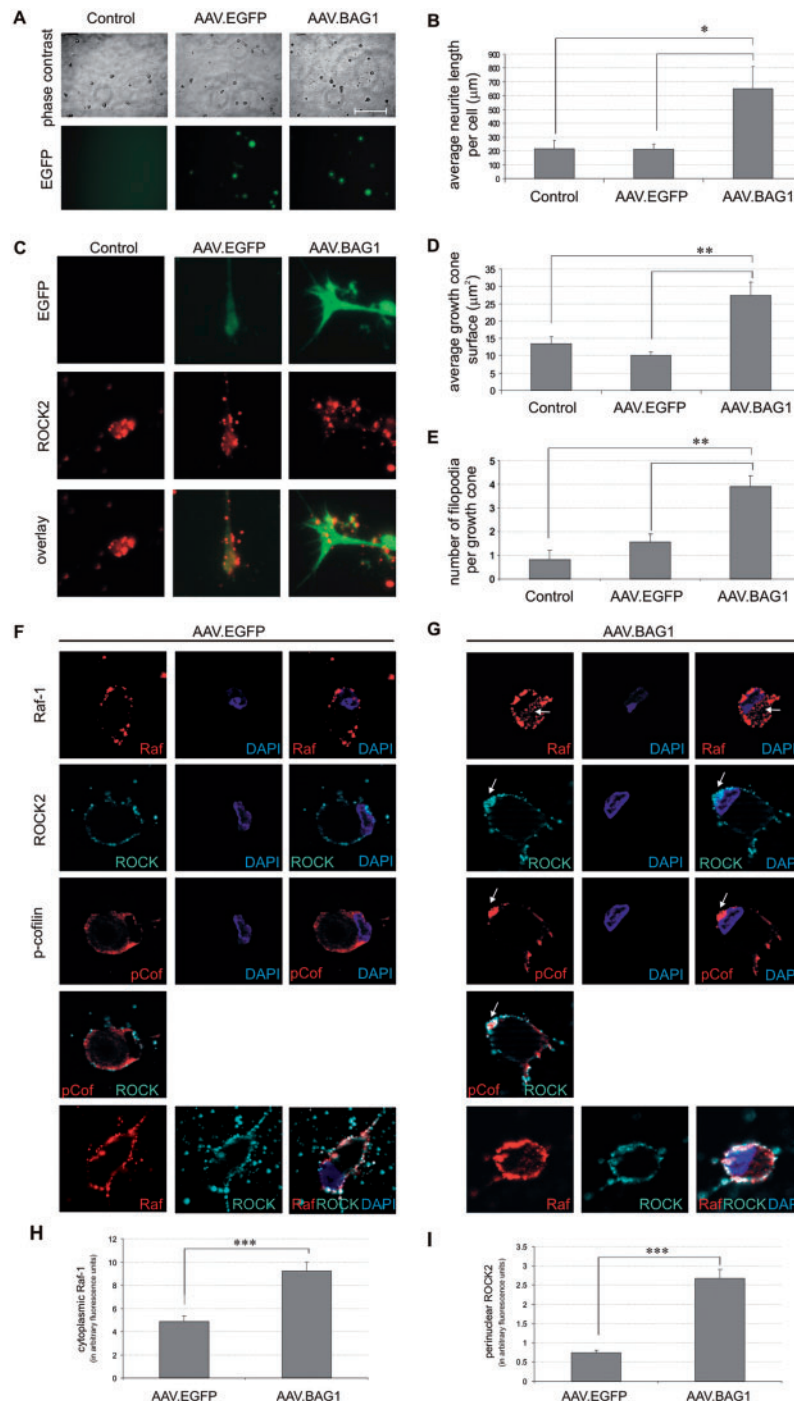 A
Control AAV.EGFP AAV.BAG1
phase contrast
EGFP
B
average neurite length
per cell (μm)
900
800
700
600
500
400
300
200
100
0
*
Control AAV.EGFP AAV.BAG1
C
Control AAV.EGFP AAV.BAG1
EGFP
ROCK2
overlay
D
average growth cone
surface (μm²)
35
30
25
20
15
10
5
0
**
Control AAV.EGFP AAV.BAG1
E
number of filopodia
per growth cone
5
4
3
2
1
0
**
Control AAV.EGFP AAV.BAG1
F
AAV.EGFP
Raf-1
Raf DAPI Raf DAPI
ROCK2
ROCK DAPI ROCK DAPI
p-cofilin
pCof DAPI pCof DAPI
pCof ROCK
Raf ROCK RafROCKDAPI
G
AAV.BAG1
Raf DAPI Raf DAPI
ROCK DAPI ROCK DAP
pCof DAPI pCof DAP
pCof ROCK
Raf ROCK RafROCKDAP
H
cytoplasmic Raf-1
(in arbitrary fluorescence units)
12
10
8
6
4
2
0
***
AAV.EGFP AAV.BAG1
I
perinuclear ROCK2
(in arbitrary fluorescence units)
3
2.5
2
1.5
1
0.5
0
***
AAV.EGFP AAV.BAG1